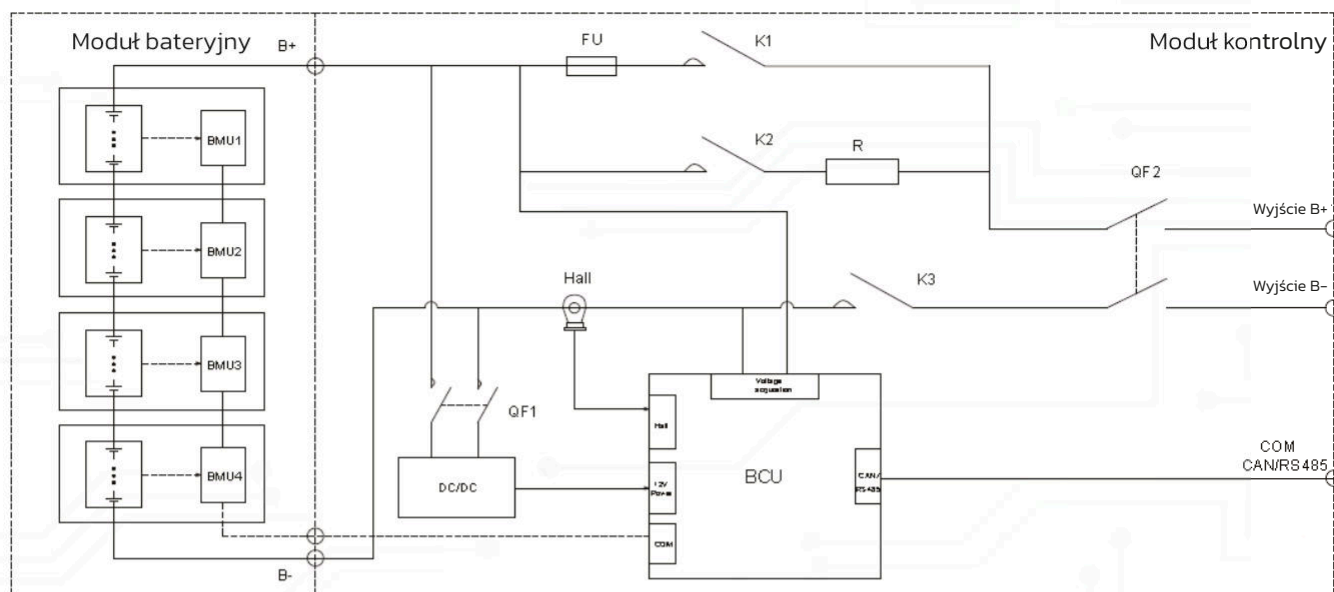 Moduł bateryjny
B+
FU
K1
Moduł kontrolny
BMU1
K2
R
QF2
BMU2
Wyjście B+
Hall
K3
Wyjście B-
BMU3
QF1
Voltage
acquosition
Hall
BMU4
DC/DC
12V
Power
BCU
CAN/
RS485
COM
CAN/RS485
COM
B-